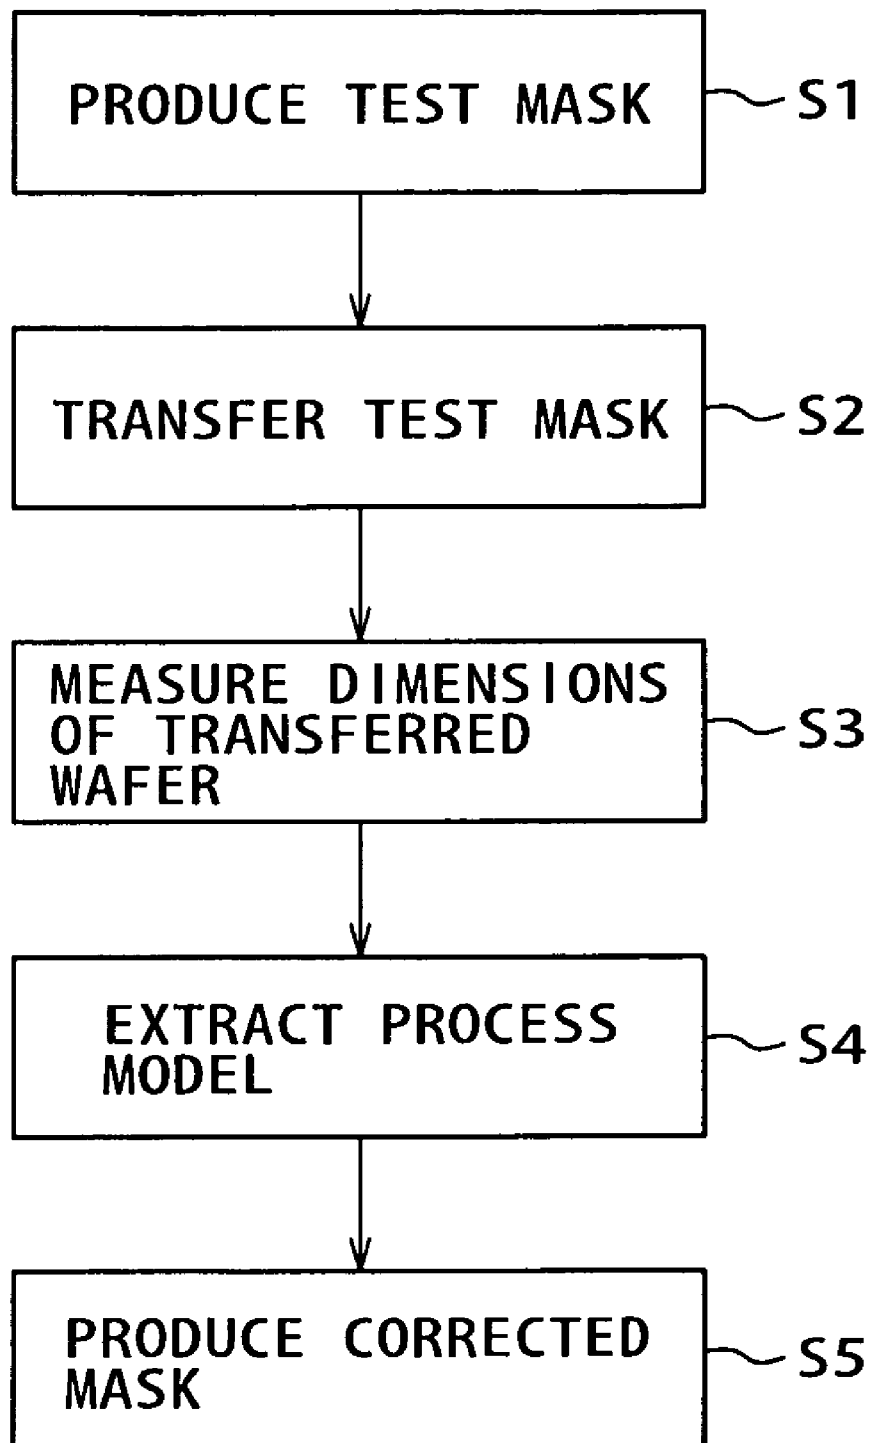 PRODUCE TEST MASK
S1
TRANSFER TEST MASK
S2
MEASURE DIMENSIONS
OF TRANSFERRED
WAFER
S3
EXTRACT PROCESS
MODEL
S4
PRODUCE CORRECTED
MASK
S5